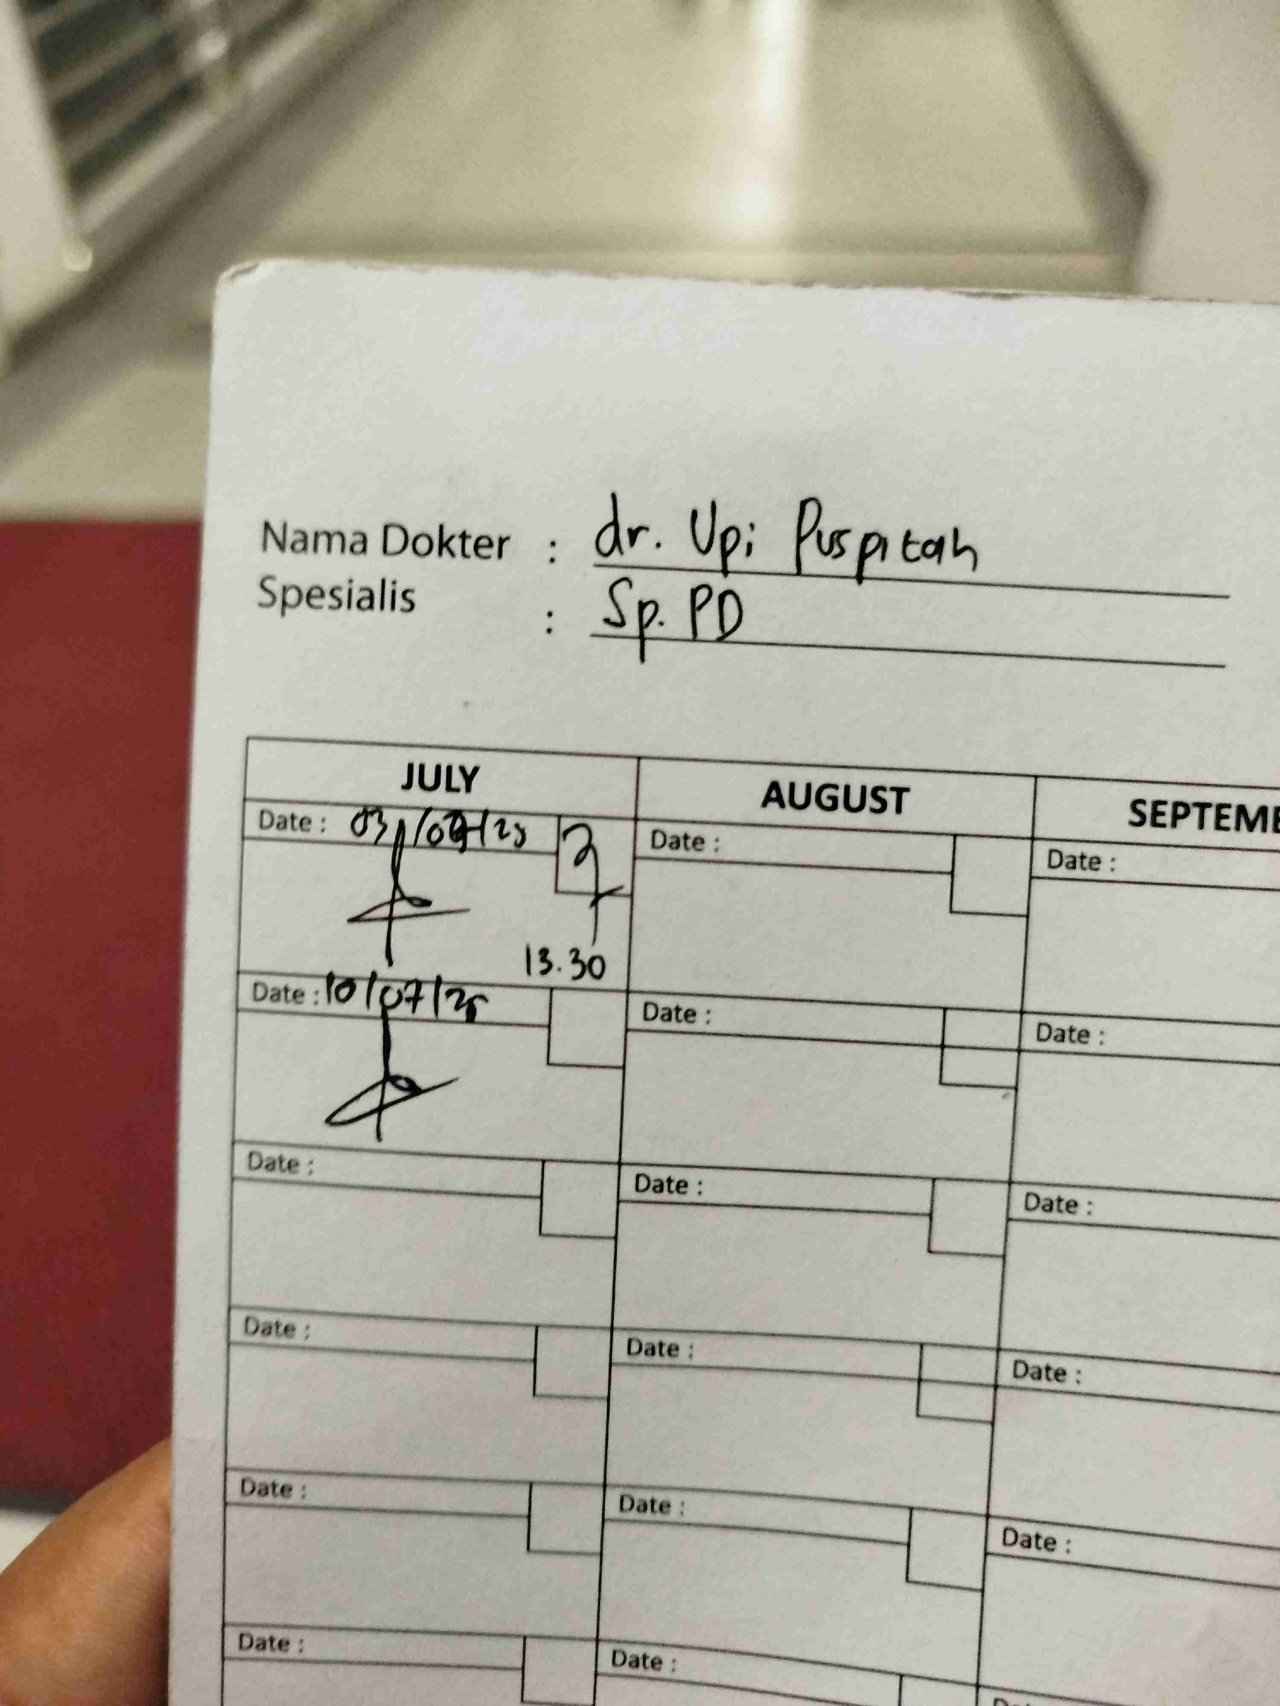 Nama Dokter : dr. Upi Puspitah
Spesialis : Sp. PD
JULY AUGUST SEPTEME
Date : 03/07/25 Date : Date :
13.30
Date : 10/07/25 Date : Date :
Date : Date : Date :
Date : Date : Date :
Date : Date : Date :
Date : Date :